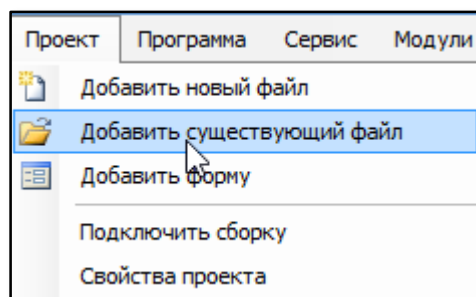 Проект Программа Сервис Модули
Добавить новый файл
Добавить существующий файл
Добавить форму
Подключить сборку
Свойства проекта